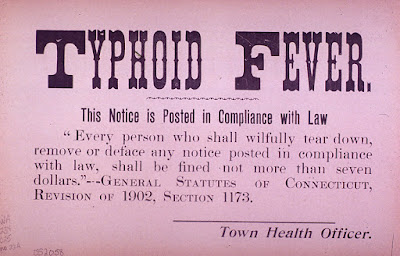 TYPHOID FEVER.
This Notice is Posted in Compliance with Law
“Every person who shall wilfully tear down,
remove or deface any notice posted in compliance
with law, shall be fined not more than seven
dollars.”---GENERAL STATUTES OF CONNECTICUT,
REVISION OF 1902, SECTION 1173.
Town Health Officer.